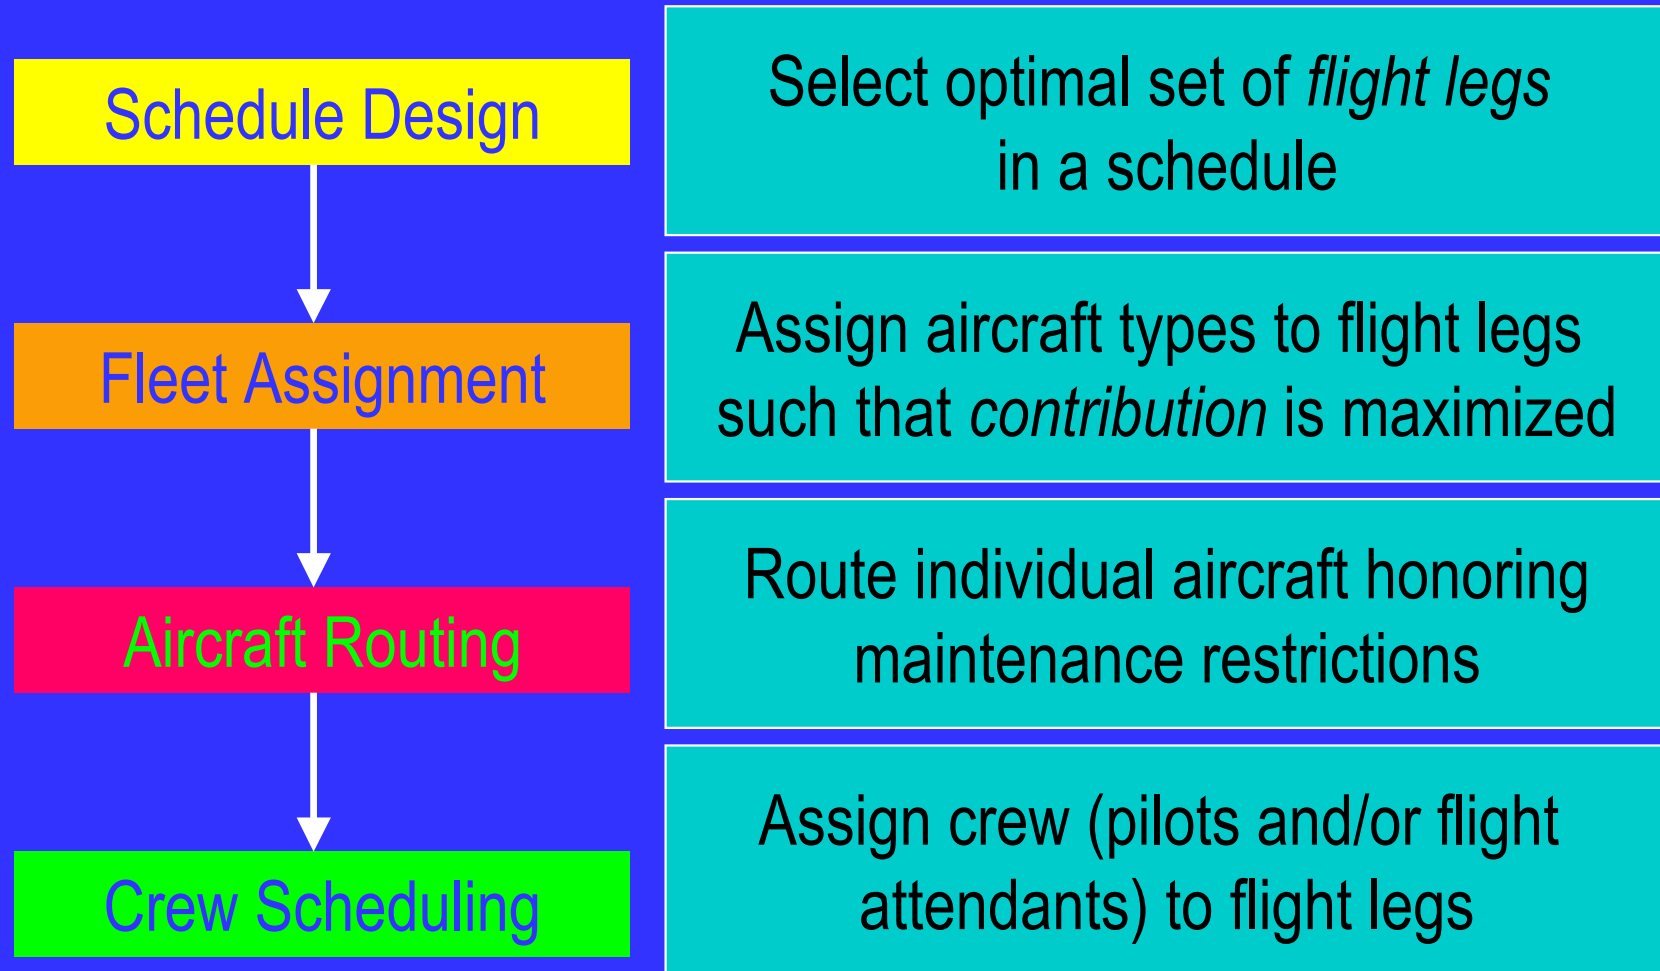 Schedule Design
Select optimal set of flight legs
in a schedule
Fleet Assignment
Assign aircraft types to flight legs
such that contribution is maximized
Aircraft Routing
Route individual aircraft honoring
maintenance restrictions
Crew Scheduling
Assign crew (pilots and/or flight
attendants) to flight legs